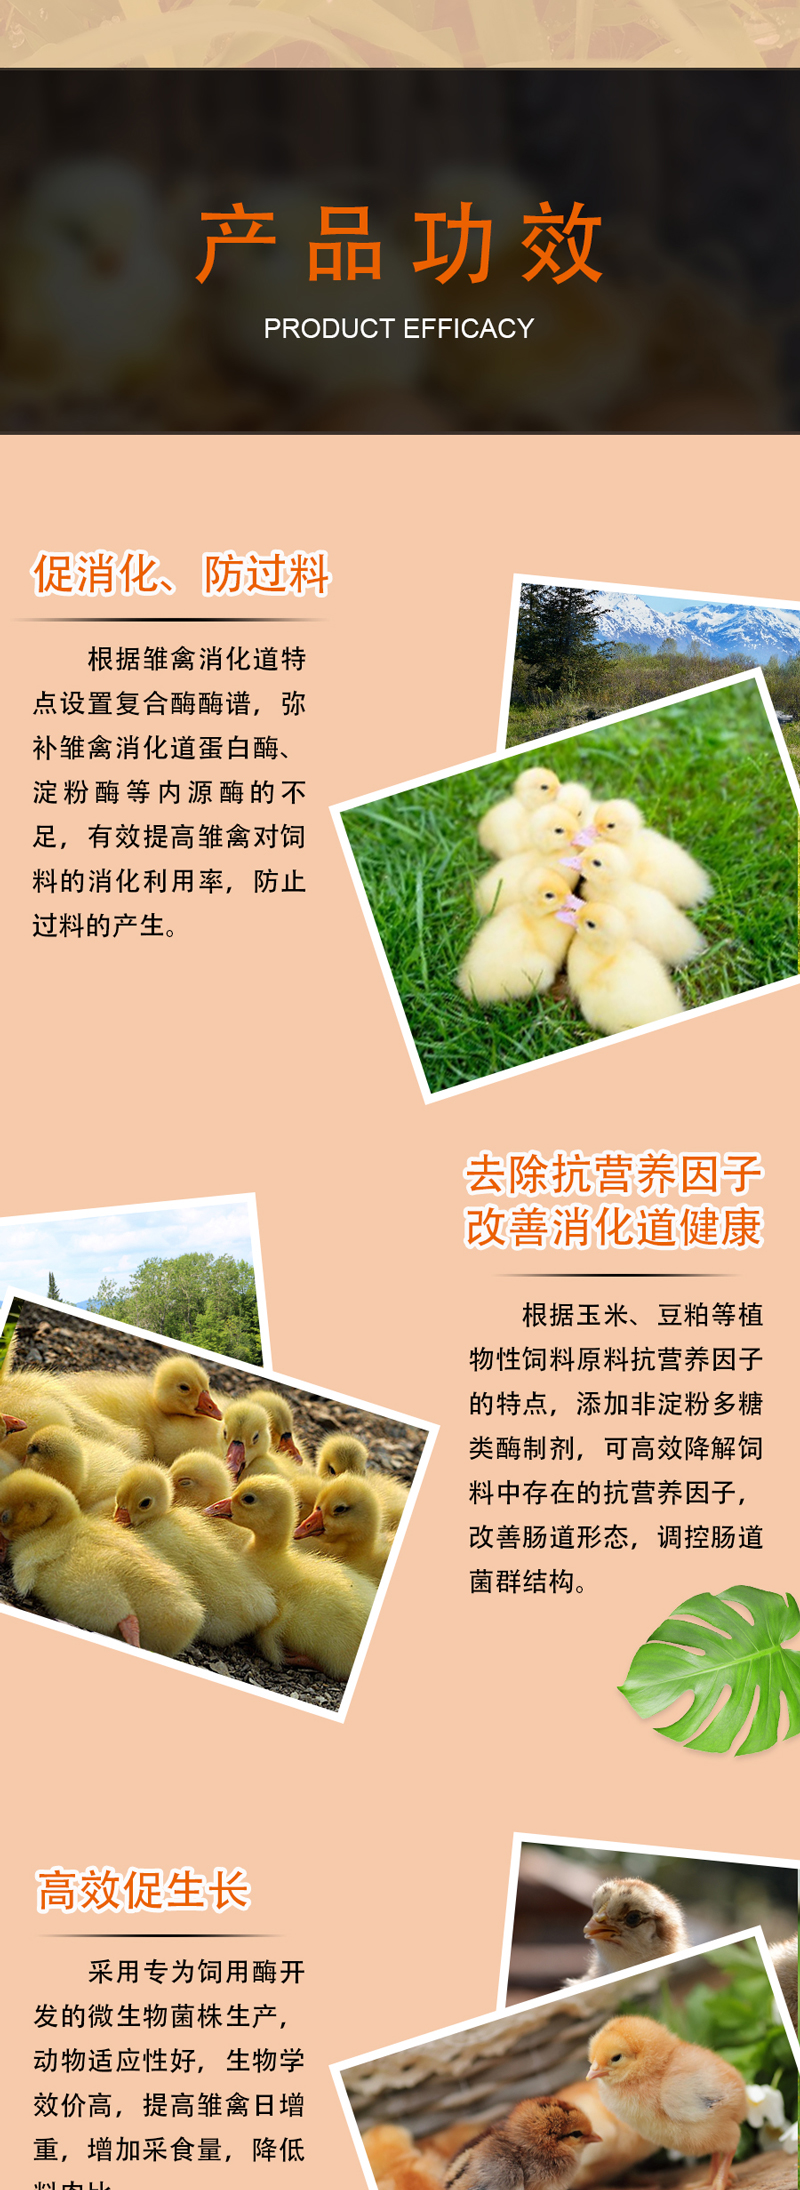 产品功效
PRODUCT EFFICACY
促消化、防过料
根据雏禽消化道特
点设置复合酶酶谱，弥
补雏禽消化道蛋白酶、
淀粉酶等内源酶的不
足，有效提高雏禽对饲
料的消化利用率，防止
过料的产生。
去除抗营养因子
改善消化道健康
根据玉米、豆粕等植
物性饲料原料抗营养因子
的特点，添加非淀粉多糖
类酶制剂，可高效降解饲
料中存在的抗营养因子，
改善肠道形态，调控肠道
菌群结构。
高效促生长
采用专为饲用酶开
发的微生物菌株生产，
动物适应性好，生物学
效价高，提高雏禽日增
重，增加采食量，降低